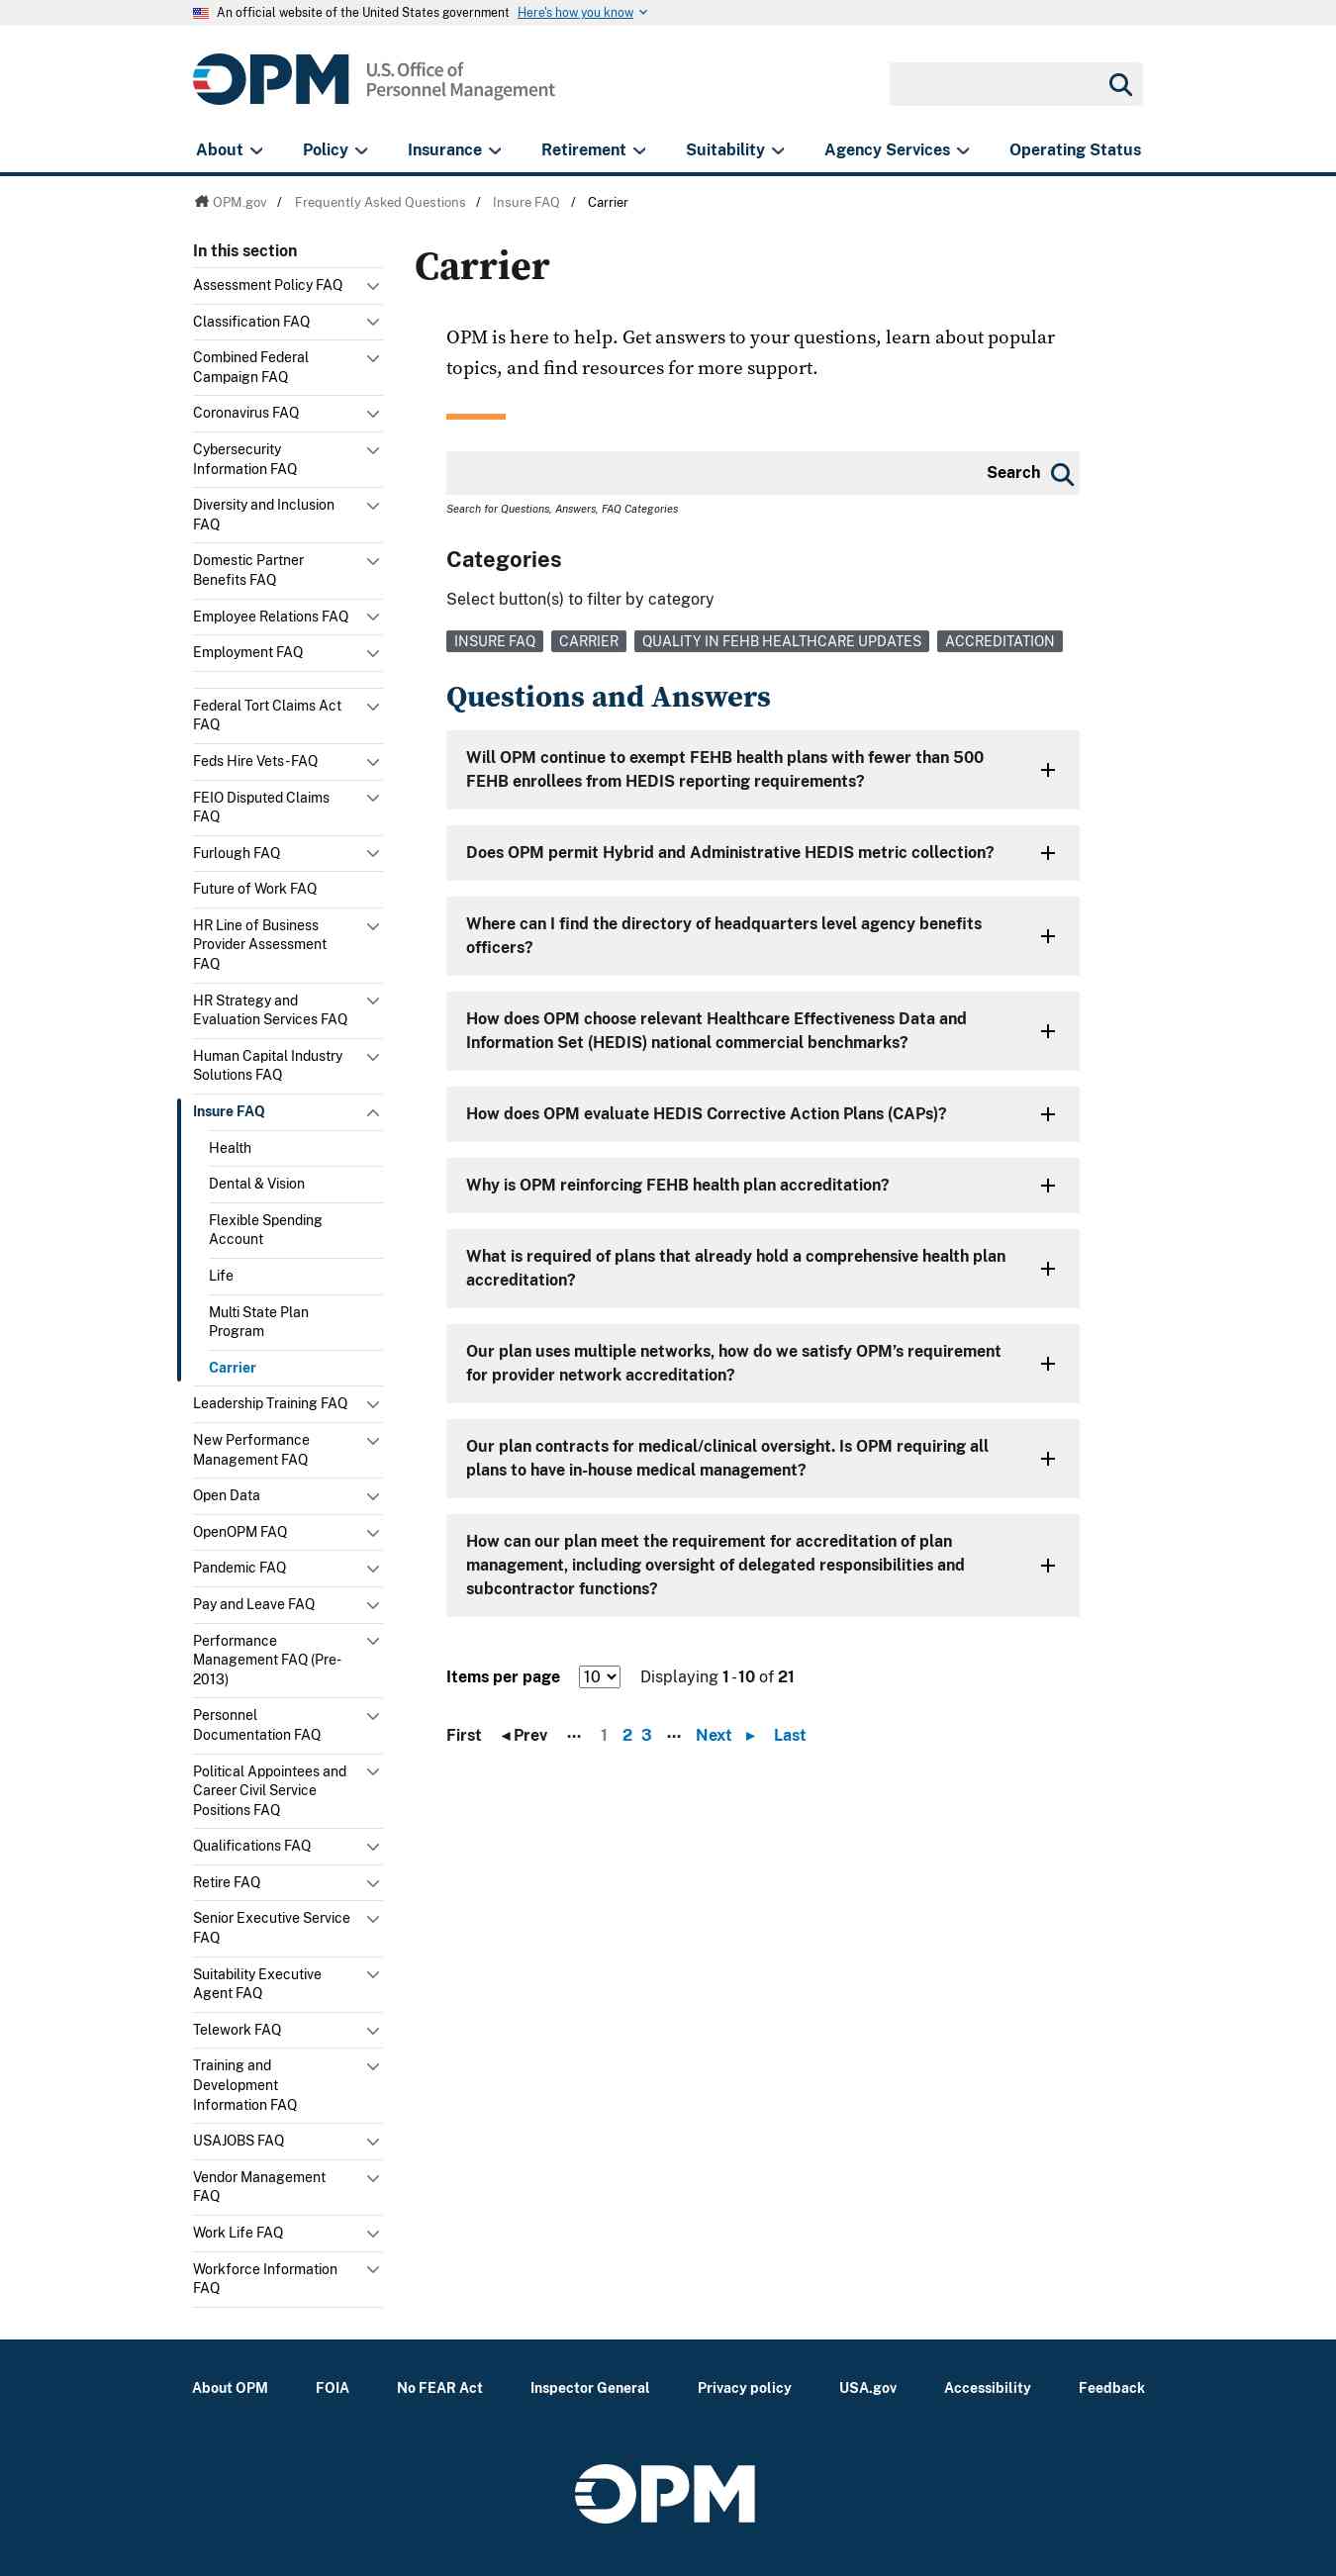 An official website of the United States government Here's how you know
OPM U.S. Office of
Personnel Management
About Policy Insurance Retirement Suitability Agency Services Operating Status
OPM.gov / Frequently Asked Questions / Insure FAQ / Carrier
In this section
Assessment Policy FAQ
Classification FAQ
Combined Federal
Campaign FAQ
Coronavirus FAQ
Cybersecurity
Information FAQ
Diversity and Inclusion
FAQ
Domestic Partner
Benefits FAQ
Employee Relations FAQ
Employment FAQ
Federal Tort Claims Act
FAQ
Feds Hire Vets - FAQ
FEIO Disputed Claims
FAQ
Furlough FAQ
Future of Work FAQ
HR Line of Business
Provider Assessment
FAQ
HR Strategy and
Evaluation Services FAQ
Human Capital Industry
Solutions FAQ
Insure FAQ
Health
Dental & Vision
Flexible Spending
Account
Life
Multi State Plan
Program
Carrier
Leadership Training FAQ
New Performance
Management FAQ
Open Data
OpenOPM FAQ
Pandemic FAQ
Pay and Leave FAQ
Performance
Management FAQ (Pre-
2013)
Personnel
Documentation FAQ
Political Appointees and
Career Civil Service
Positions FAQ
Qualifications FAQ
Retire FAQ
Senior Executive Service
FAQ
Suitability Executive
Agent FAQ
Telework FAQ
Training and
Development
Information FAQ
USAJOBS FAQ
Vendor Management
FAQ
Work Life FAQ
Workforce Information
FAQ
Carrier
OPM is here to help. Get answers to your questions, learn about popular
topics, and find resources for more support.
Search
Search for Questions, Answers, FAQ Categories
Categories
Select button(s) to filter by category
INSURE FAQ CARRIER QUALITY IN FEHB HEALTHCARE UPDATES ACCREDITATION
Questions and Answers
Will OPM continue to exempt FEHB health plans with fewer than 500
FEHB enrollees from HEDIS reporting requirements?
Does OPM permit Hybrid and Administrative HEDIS metric collection?
Where can I find the directory of headquarters level agency benefits
officers?
How does OPM choose relevant Healthcare Effectiveness Data and
Information Set (HEDIS) national commercial benchmarks?
How does OPM evaluate HEDIS Corrective Action Plans (CAPs)?
Why is OPM reinforcing FEHB health plan accreditation?
What is required of plans that already hold a comprehensive health plan
accreditation?
Our plan uses multiple networks, how do we satisfy OPM’s requirement
for provider network accreditation?
Our plan contracts for medical/clinical oversight. Is OPM requiring all
plans to have in-house medical management?
How can our plan meet the requirement for accreditation of plan
management, including oversight of delegated responsibilities and
subcontractor functions?
Items per page 10 Displaying 1 - 10 of 21
First ◄Prev ... 1 2 3 ... Next ► Last
About OPM FOIA No FEAR Act Inspector General Privacy policy USA.gov Accessibility Feedback
OPM